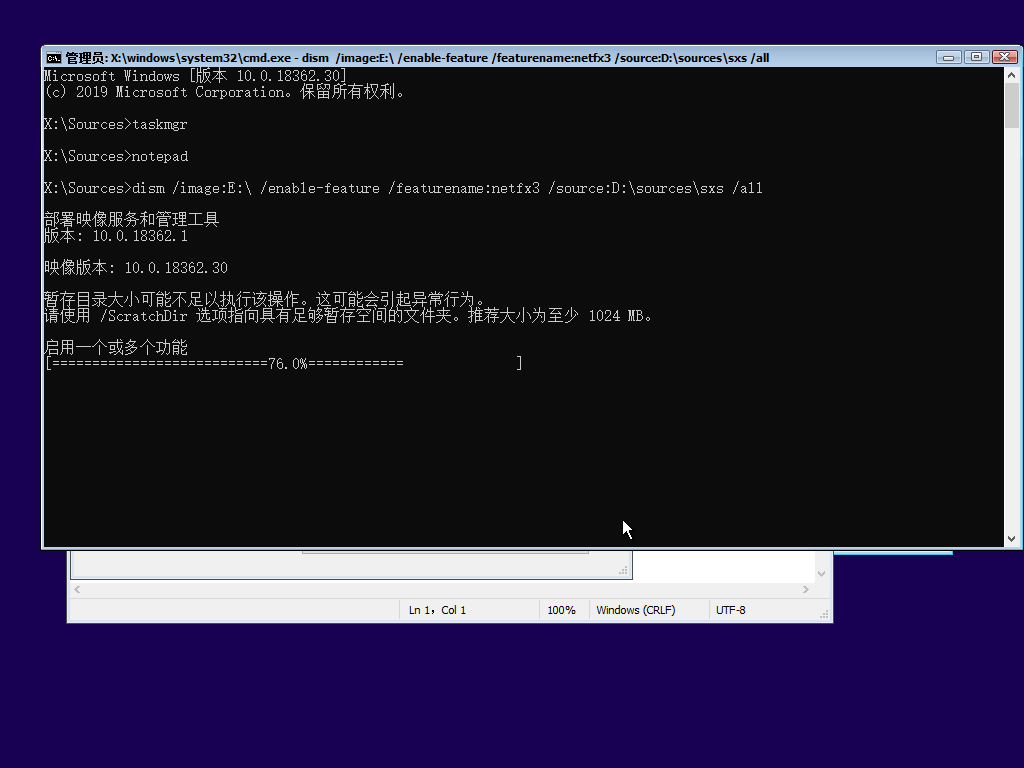 管理员: X:\windows\system32\cmd.exe - dism  /image:E:\ /enable-feature /featurename:netfx3 /source:D:\sources\sxs /all
Microsoft Windows [版本 10.0.18362.30]
(c) 2019 Microsoft Corporation。保留所有权利。
X:\Sources>taskmgr
X:\Sources>notepad
X:\Sources>dism /image:E:\ /enable-feature /featurename:netfx3 /source:D:\sources\sxs /all
部署映像服务和管理工具
版本: 10.0.18362.1
映像版本: 10.0.18362.30
暂存目录大小可能不足以执行该操作。这可能会引起异常行为。
请使用 /ScratchDir 选项指向具有足够暂存空间的文件夹。推荐大小为至少 1024 MB。
启用一个或多个功能
[===========================76.0%============              ]
Ln 1，Col 1
100%
Windows (CRLF)
UTF-8